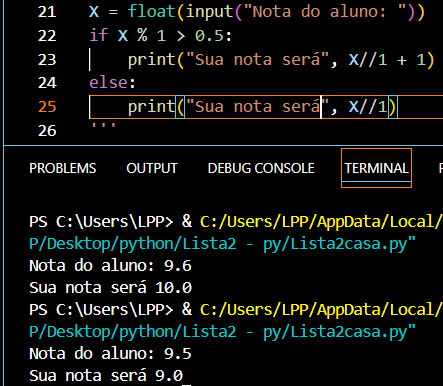 21 X = float(input("Nota do aluno: "))
22 if X % 1 > 0.5:
23 print("Sua nota será", X//1 + 1)
24 else:
25 print("Sua nota será", X//1)
26 '''
PROBLEMS OUTPUT DEBUG CONSOLE TERMINAL
PS C:\Users\LPP> & C:/Users/LPP/AppData/Local/
P/Desktop/python/Lista2 - py/Lista2casa.py"
Nota do aluno: 9.6
Sua nota será 10.0
PS C:\Users\LPP> & C:/Users/LPP/AppData/Local/
P/Desktop/python/Lista2 - py/Lista2casa.py"
Nota do aluno: 9.5
Sua nota será 9.0